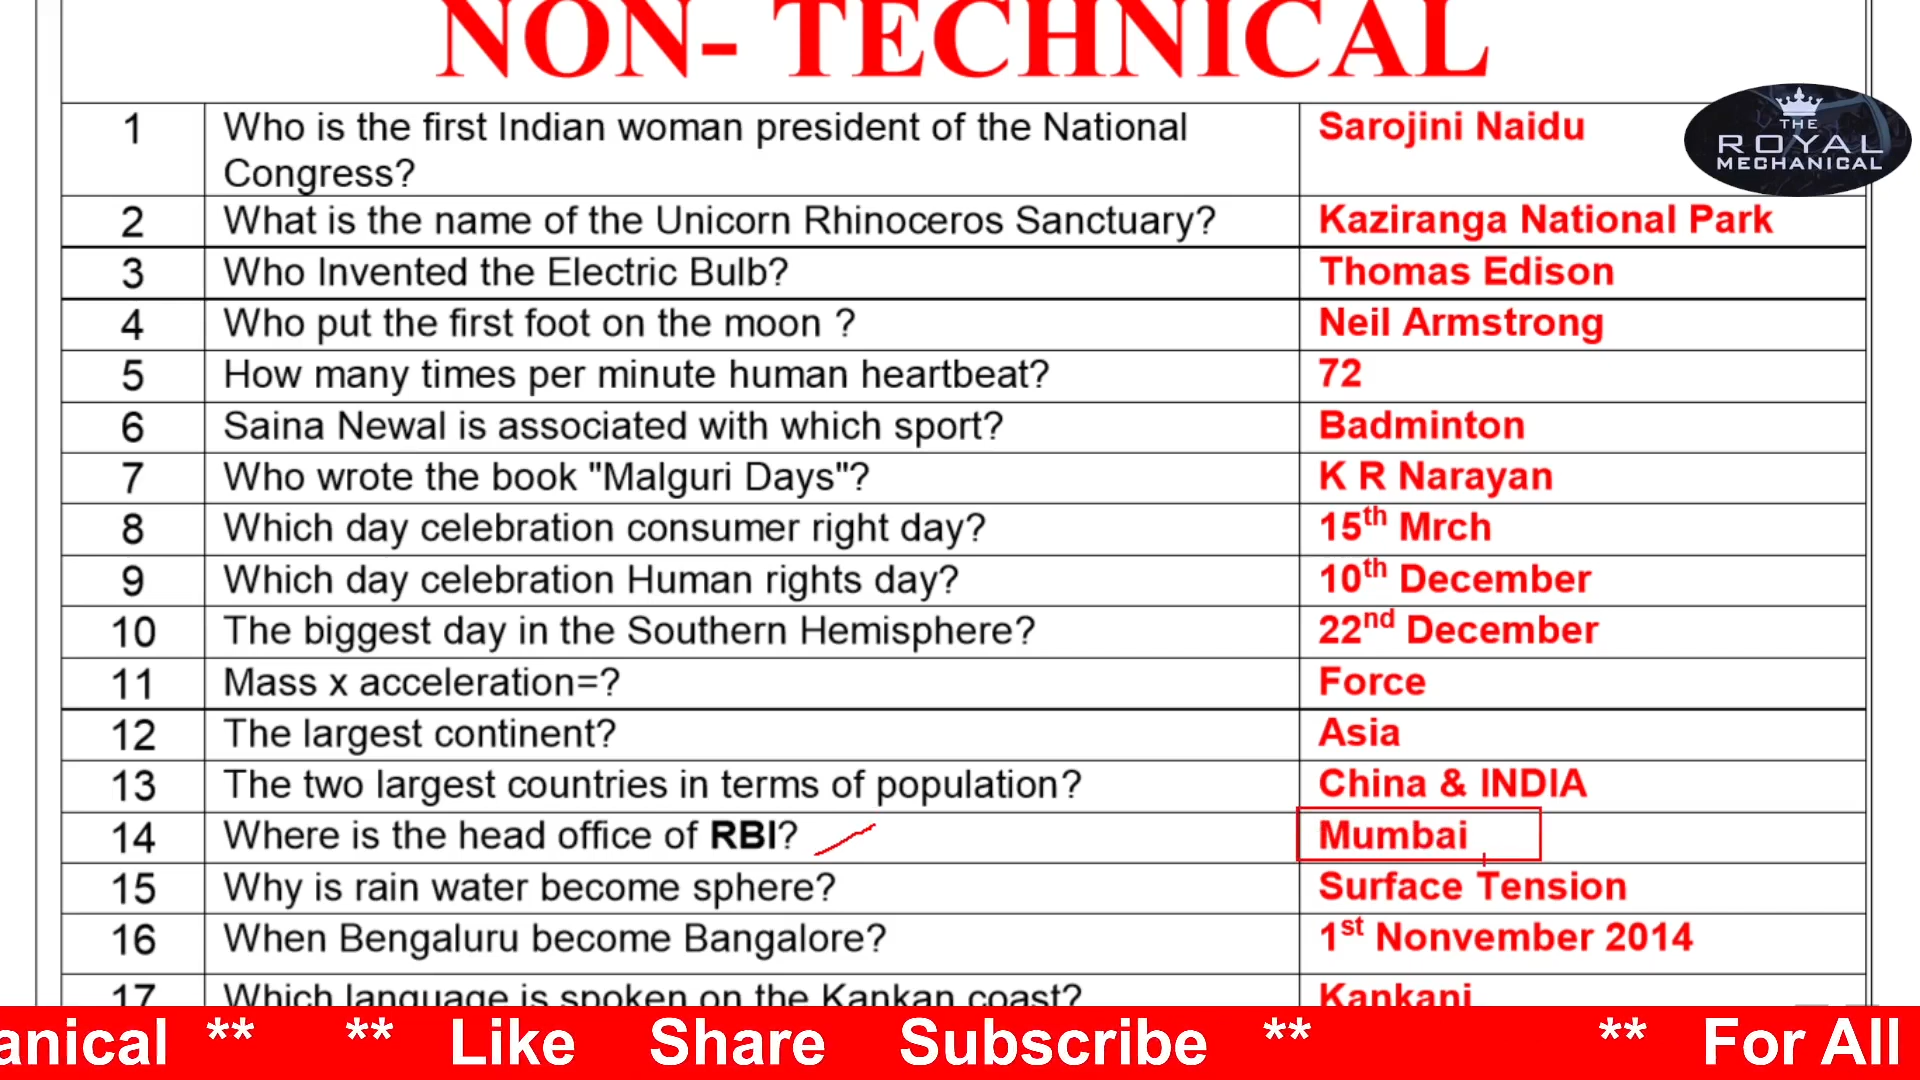 NON- TECHNICAL
1 Who is the first Indian woman president of the National Congress? Sarojini Naidu
THE
ROYAL
MECHANICAL
2 What is the name of the Unicorn Rhinoceros Sanctuary? Kaziranga National Park
3 Who Invented the Electric Bulb? Thomas Edison
4 Who put the first foot on the moon ? Neil Armstrong
5 How many times per minute human heartbeat? 72
6 Saina Newal is associated with which sport? Badminton
7 Who wrote the book "Malguri Days"? K R Narayan
8 Which day celebration consumer right day? 15th Mrch
9 Which day celebration Human rights day? 10th December
10 The biggest day in the Southern Hemisphere? 22nd December
11 Mass x acceleration=? Force
12 The largest continent? Asia
13 The two largest countries in terms of population? China & INDIA
14 Where is the head office of RBI? Mumbai
15 Why is rain water become sphere? Surface Tension
16 When Bengaluru become Bangalore? 1st Nonvember 2014
17 Which language is spoken on the Kankan coast? Kankani
anical ** ** Like Share Subscribe ** ** For All